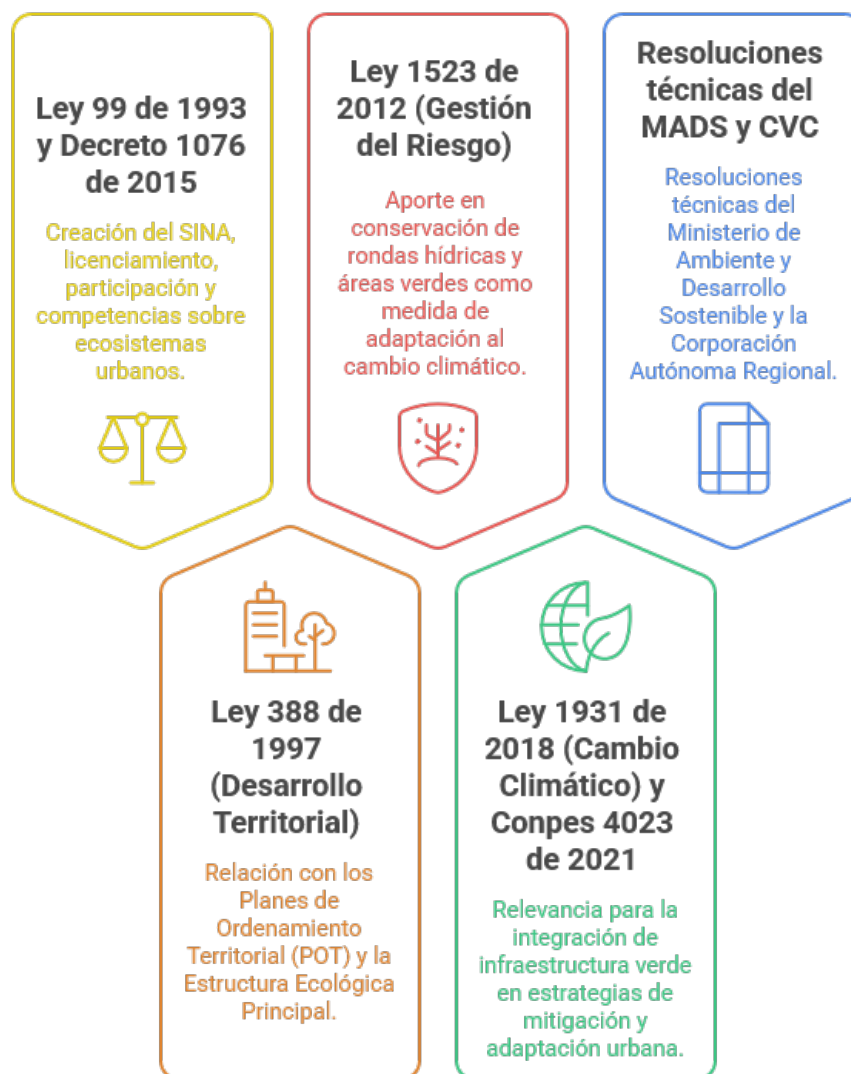 Ley 99 de 1993
y Decreto 1076
de 2015
Creación del SINA,
licenciamiento,
participación y
competencias sobre
ecosistemas
urbanos.
Ley 1523 de
2012 (Gestión
del Riesgo)
Aporte en
conservación de
rondas hídricas y
áreas verdes como
medida de
adaptación al
cambio climático.
Resoluciones
técnicas del
MADS y CVC
Resoluciones
técnicas del
Ministerio de
Ambiente y
Desarrollo
Sostenible y la
Corporación
Autónoma Regional.
Ley 388 de
1997
(Desarrollo
Territorial)
Relación con los
Planes de
Ordenamiento
Territorial (POT) y la
Estructura Ecológica
Principal.
Ley 1931 de
2018 (Cambio
Climático) y
Conpes 4023
de 2021
Relevancia para la
integración de
infraestructura verde
en estrategias de
mitigación y
adaptación urbana.